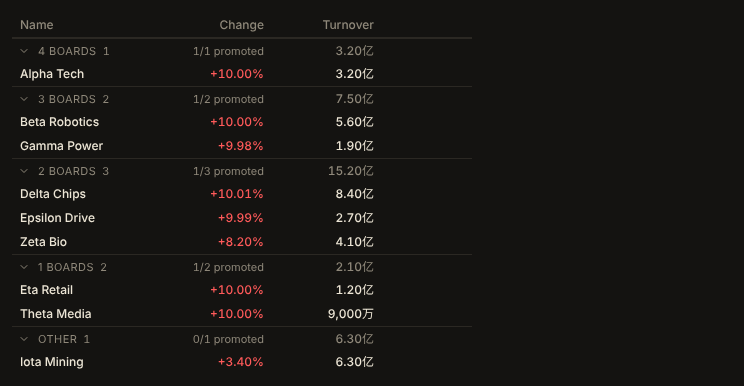 Name Change Turnover
4 BOARDS 1 1/1 promoted 3.20亿
Alpha Tech +10.00% 3.20亿
3 BOARDS 2 1/2 promoted 7.50亿
Beta Robotics +10.00% 5.60亿
Gamma Power +9.98% 1.90亿
2 BOARDS 3 1/3 promoted 15.20亿
Delta Chips +10.01% 8.40亿
Epsilon Drive +9.99% 2.70亿
Zeta Bio +8.20% 4.10亿
1 BOARDS 2 1/2 promoted 2.10亿
Eta Retail +10.00% 1.20亿
Theta Media +10.00% 9,000万
OTHER 1 0/1 promoted 6.30亿
Iota Mining +3.40% 6.30亿